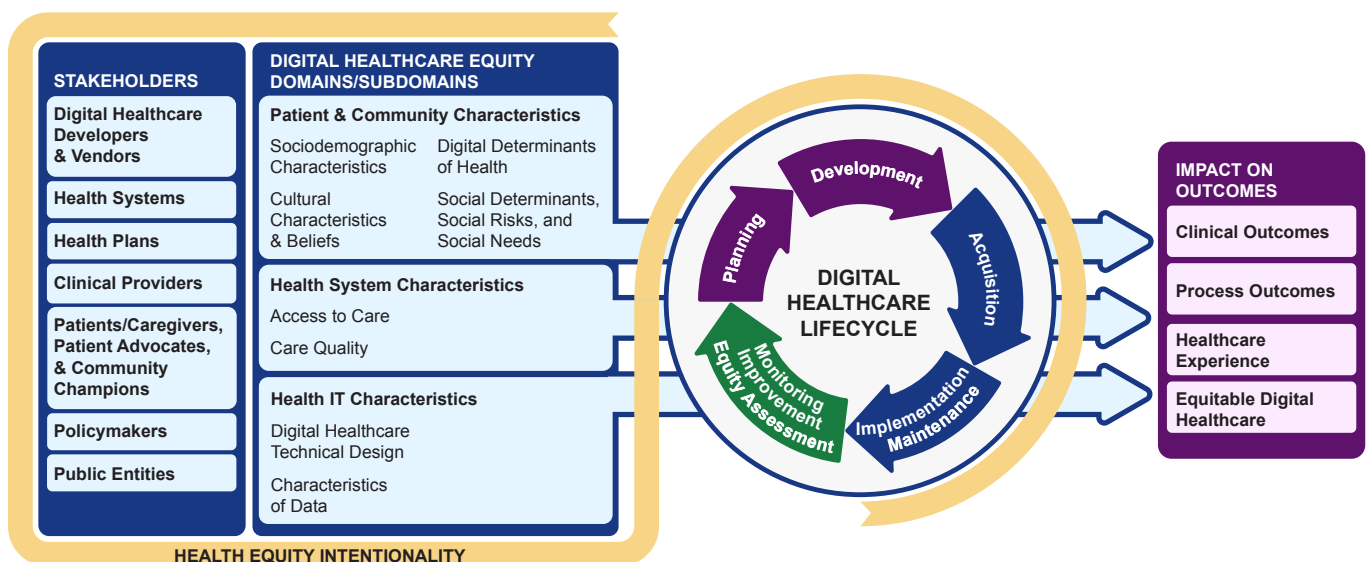 STAKEHOLDERS
Digital Healthcare
Developers
& Vendors
Health Systems
Health Plans
Clinical Providers
Patients/Caregivers,
Patient Advocates,
& Community
Champions
Policymakers
Public Entities
DIGITAL HEALTHCARE EQUITY
DOMAINS/SUBDOMAINS
Patient & Community Characteristics
Sociodemographic
Characteristics
Digital Determinants
of Health
Cultural
Characteristics
& Beliefs
Social Determinants,
Social Risks, and
Social Needs
Health System Characteristics
Access to Care
Care Quality
Health IT Characteristics
Digital Healthcare
Technical Design
Characteristics
of Data
HEALTH EQUITY INTENTIONALITY
DIGITAL
HEALTHCARE
LIFECYCLE
Planning
Development
Acquisition
Implementation
Maintenance
Monitoring
Improvement
Equity Assessment
IMPACT ON
OUTCOMES
Clinical Outcomes
Process Outcomes
Healthcare
Experience
Equitable Digital
Healthcare